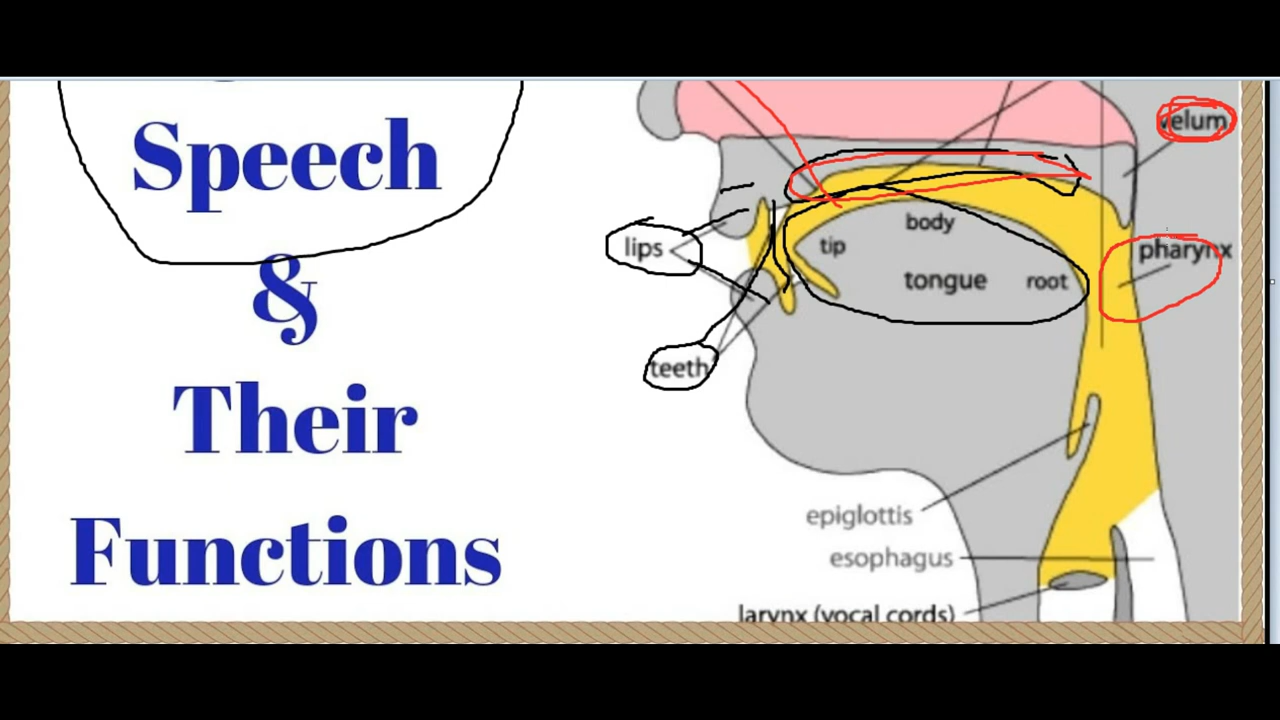 Speech
&
Their
Functions
velum
pharynx
lips
tip
body
tongue
root
teeth
epiglottis
esophagus
larynx (vocal cords)